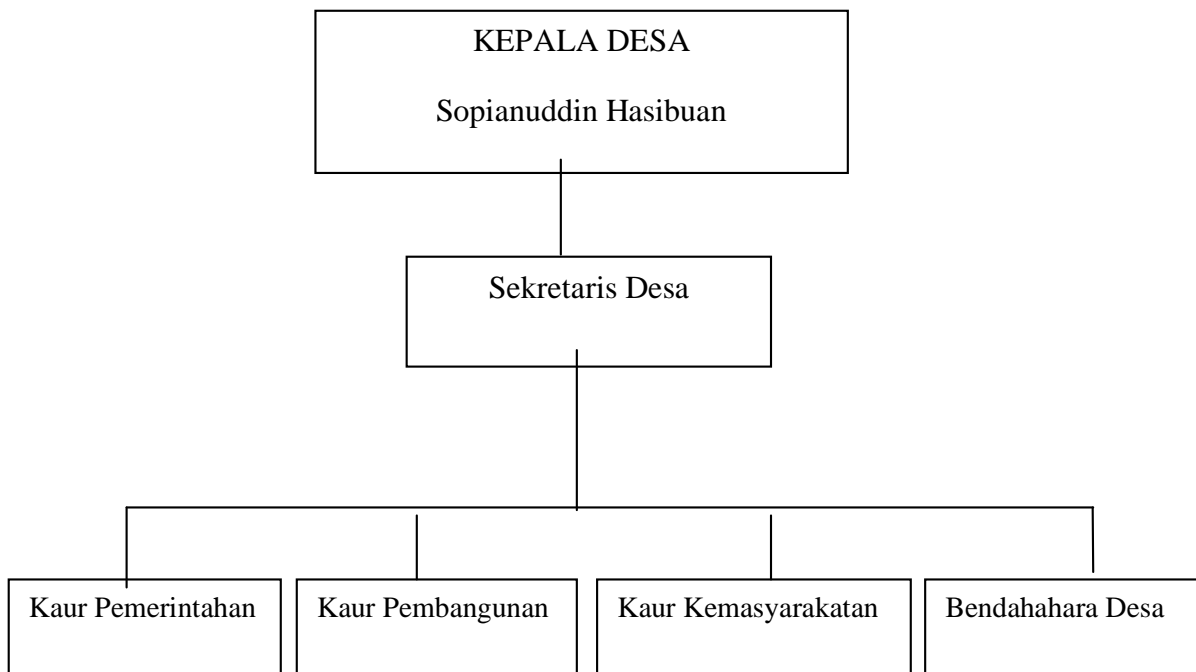 KEPALA DESA
Sopianuddin Hasibuan
Sekretaris Desa
Kaur Pemerintahan
Kaur Pembangunan
Kaur Kemasyarakatan
Bendahahara Desa